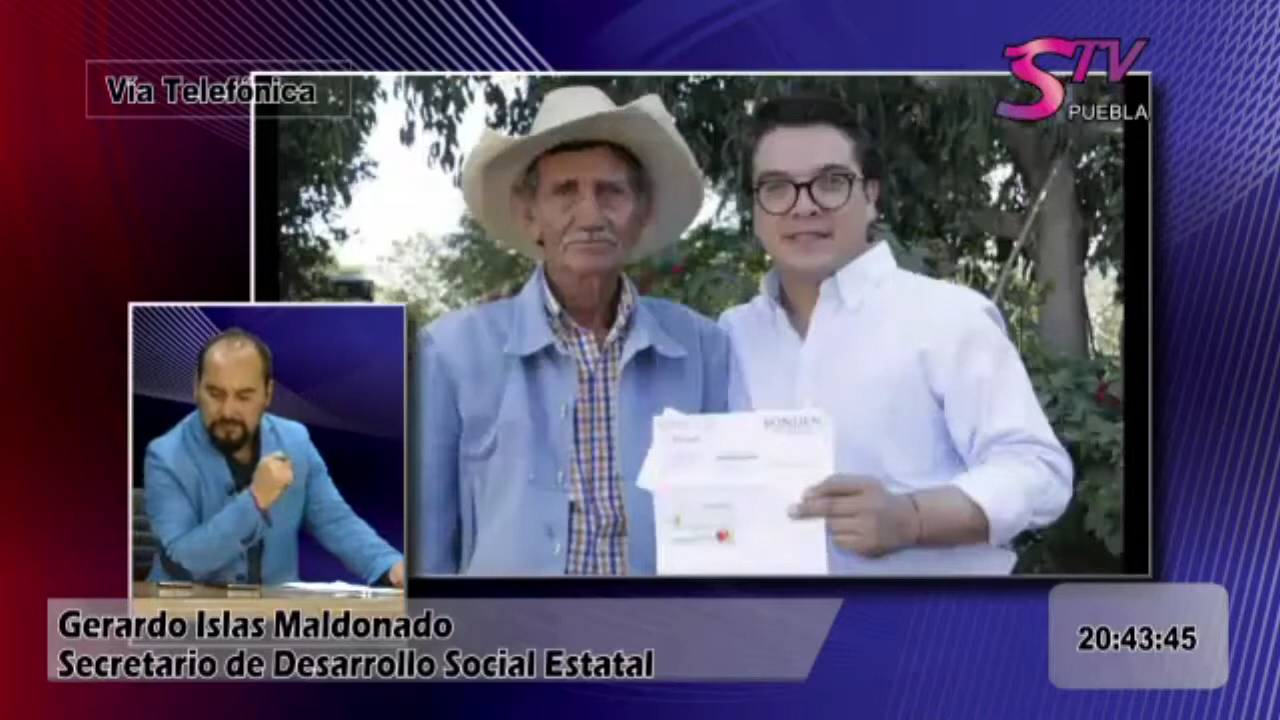 Vía Telefónica
STV
PUEBLA
FONDEN
Gerardo Islas Maldonado
Secretario de Desarrollo Social Estatal
20:43:45